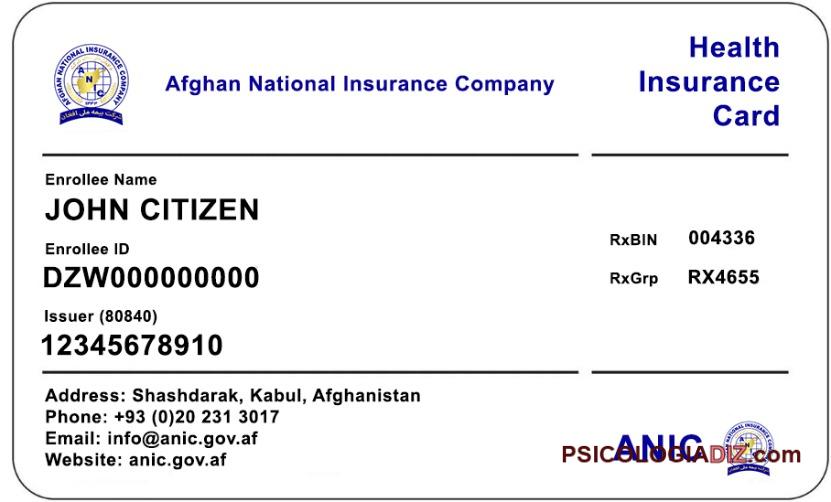 AFGHAN NATIONAL INSURANCE COMPANY
A N C
شرکت بیمه ملی افغان
Afghan National Insurance Company
Health
Insurance
Card
Enrollee Name
JOHN CITIZEN
Enrollee ID
DZW000000000
Issuer (80840)
12345678910
RxBIN 004336
RxGrp RX4655
Address: Shashdarak, Kabul, Afghanistan
Phone: +93 (0)20 231 3017
Email: info@anic.gov.af
Website: anic.gov.af
ANIC
PSICOLOGIADIZ.com